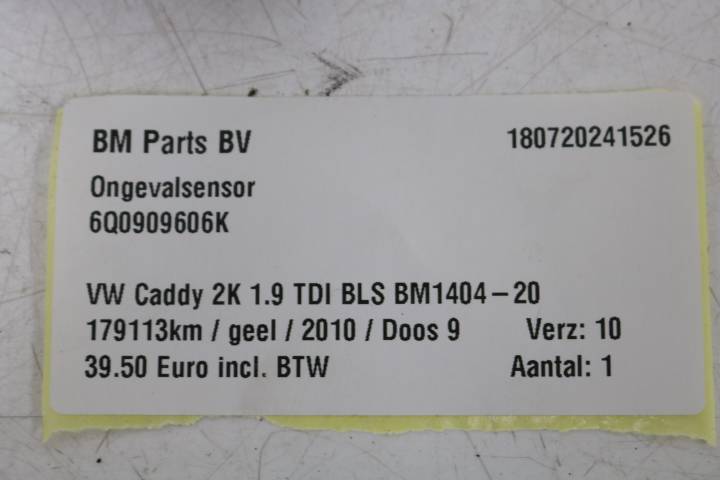 BM Parts BV 180720241526
Ongevalsensor
6Q0909606K
VW Caddy 2K 1.9 TDI BLS BM1404-20
179113km / geel / 2010 / Doos 9 Verz: 10
39.50 Euro incl. BTW Aantal: 1